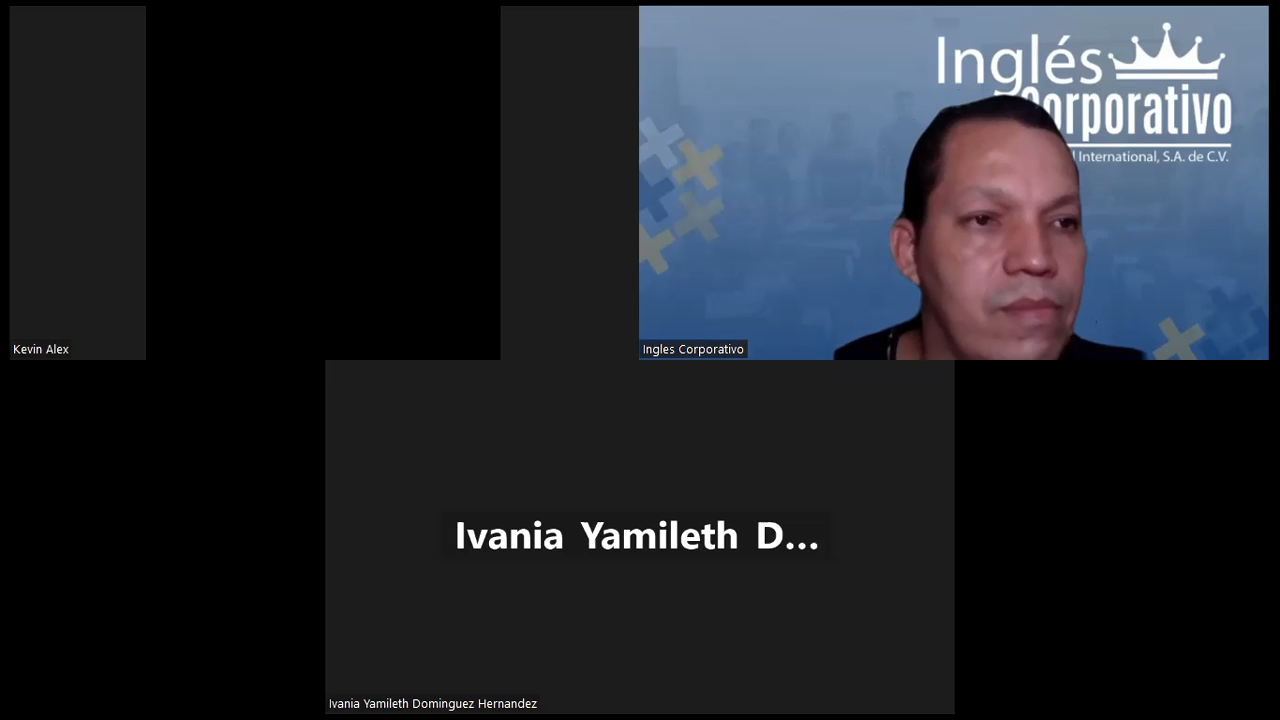 Inglés
Corporativo
l International, S.A. de C.V.
Kevin Alex
Ingles Corporativo
Ivania Yamileth D...
Ivania Yamileth Dominguez Hernandez